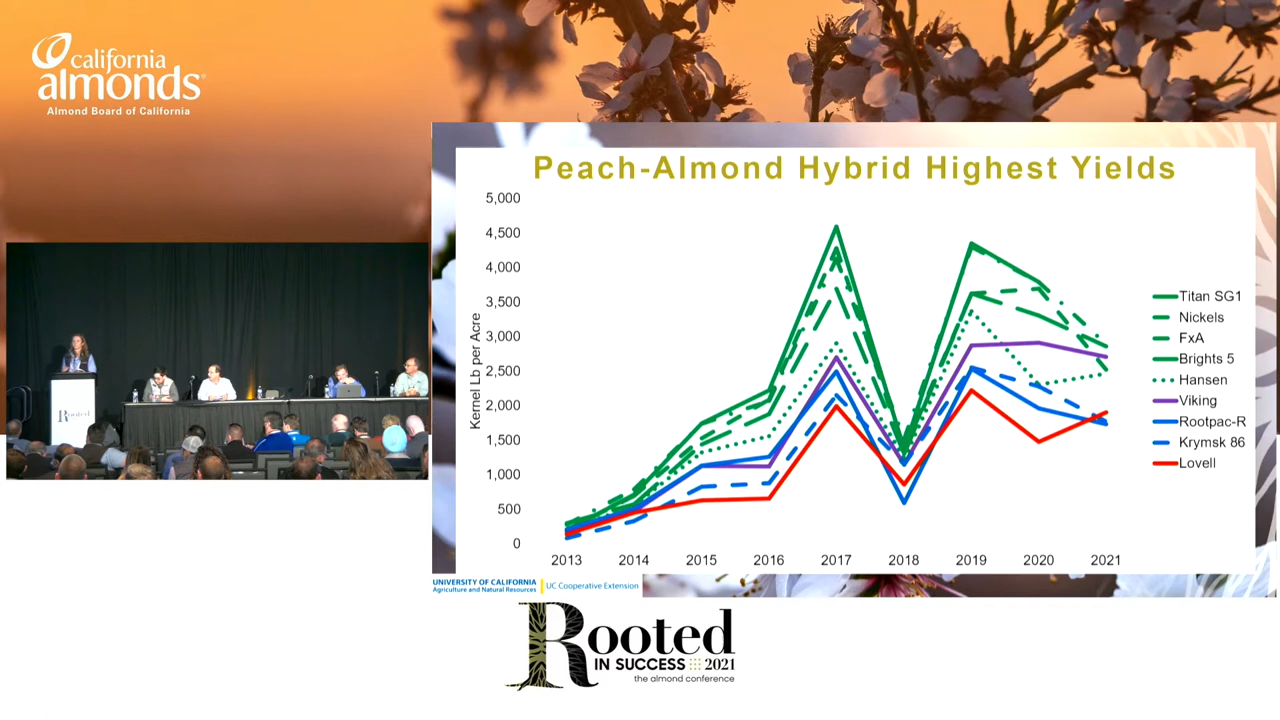 california
almonds
Almond Board of California
Peach-Almond Hybrid Highest Yields
Kernel Lb per Acre
5,000
4,500
4,000
3,500
3,000
2,500
2,000
1,500
1,000
500
0
2013 2014 2015 2016 2017 2018 2019 2020 2021
Titan SG1
Nickels
FxA
Brights 5
Hansen
Viking
Rootpac-R
Krymsk 86
Lovell
Rooted
UNIVERSITY OF CALIFORNIA
Agriculture and Natural Resources
UC Cooperative Extension
Rooted
IN SUCCESS 2021
the almond conference